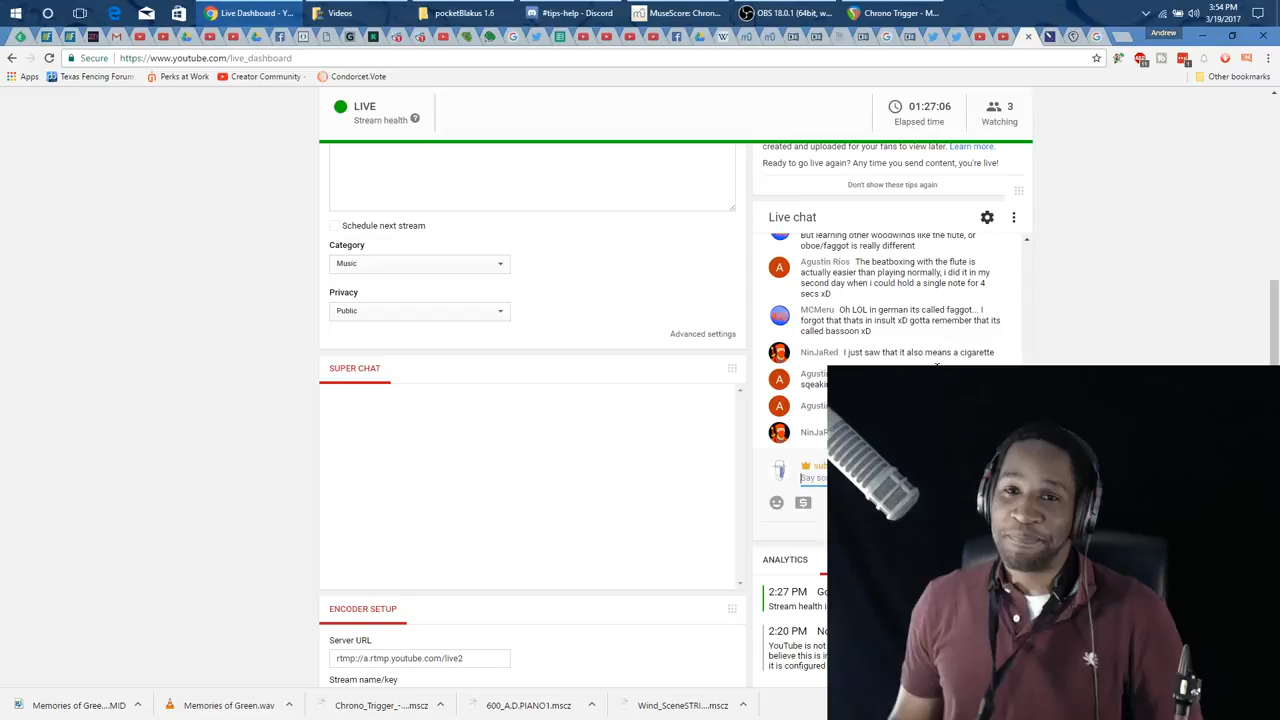 Live Dashboard - Y...
Videos
pocketBlakus 1.6
#tips-help - Discord
MuseScore: Chron...
OBS 18.0.1 (64bit, w...
Chrono Trigger - M...
3:54 PM
3/19/2017
Andrew
Secure
https://www.youtube.com/live_dashboard
Apps
Texas Fencing Forum
Perks at Work
Creator Community -
Condorcet.Vote
Other bookmarks
LIVE
Stream health
01:27:06
Elapsed time
3
Watching
created and uploaded for your fans to view later. Learn more.
Ready to go live again? Any time you send content, you're live!
Don't show these tips again
Schedule next stream
Category
Music
Privacy
Public
Advanced settings
Live chat
But learning other woodwinds like the flute, or
oboe/faggot is really different
Agustín Ríos The beatboxing with the flute is
actually easier than playing normally, i did it in my
second day when i could hold a single note for 4
secs xD
MCMeru Oh LOL in german its called faggot... I
forgot that thats in insult xD gotta remember that its
called bassoon xD
NinJaRed I just saw that it also means a cigarette
Agustín
sqeakin
Agustín
NinJaR
sub
Say so
SUPER CHAT
ANALYTICS
2:27 PM Go
Stream health i
2:20 PM No
YouTube is not
believe this is i
it is configured
ENCODER SETUP
Server URL
rtmp://a.rtmp.youtube.com/live2
Stream name/key
Memories of Gree....MID
Memories of Green.wav
Chrono_Trigger_-....mscz
600_A.D.PIANO1.mscz
Wind_SceneSTRI....mscz